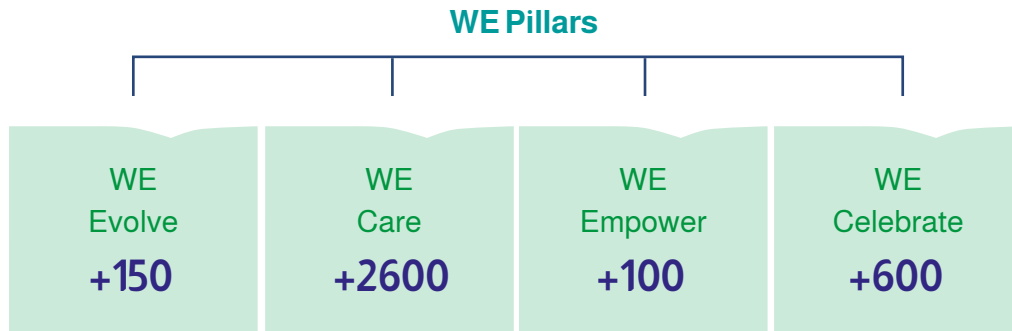 WE Pillars
WE
Evolve
+150
WE
Care
+2600
WE
Empower
+100
WE
Celebrate
+600